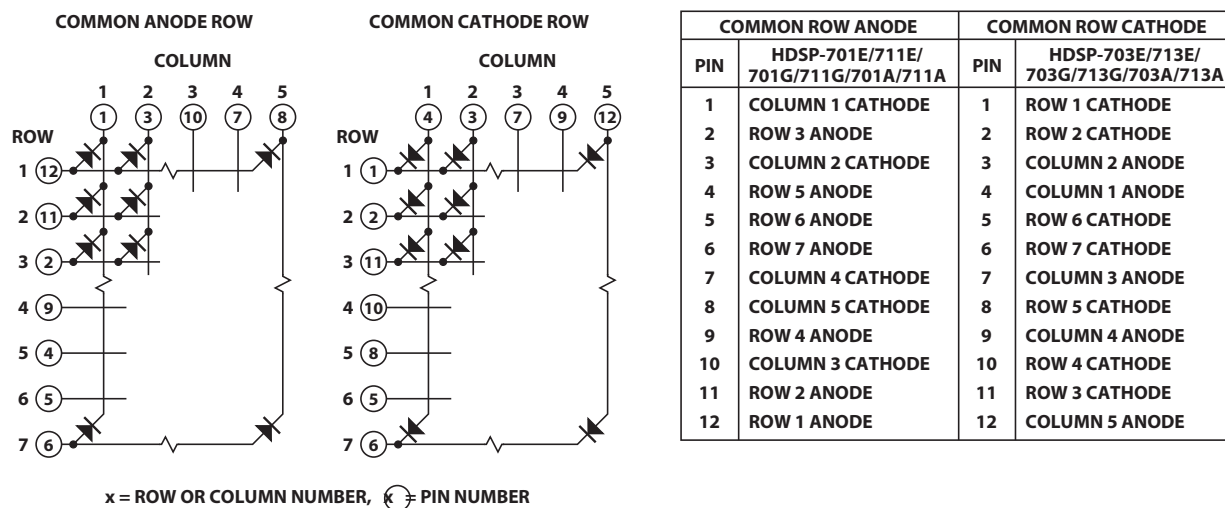 COMMON ANODE ROW
COLUMN
1 2 3 4 5
1 3 10 7 8
ROW
1 12
2 11
3 2
4 9
5 4
6 5
7 6
COMMON CATHODE ROW
COLUMN
1 2 3 4 5
4 3 7 9 12
ROW
1 1
2 2
3 11
4 10
5 8
6 5
7 6
x = ROW OR COLUMN NUMBER, x = PIN NUMBER
COMMON ROW ANODE COMMON ROW CATHODE
PIN HDSP-701E/711E/ 701G/711G/701A/711A PIN HDSP-703E/713E/ 703G/713G/703A/713A
1 COLUMN 1 CATHODE 1 ROW 1 CATHODE
2 ROW 3 ANODE 2 ROW 2 CATHODE
3 COLUMN 2 CATHODE 3 COLUMN 2 ANODE
4 ROW 5 ANODE 4 COLUMN 1 ANODE
5 ROW 6 ANODE 5 ROW 6 CATHODE
6 ROW 7 ANODE 6 ROW 7 CATHODE
7 COLUMN 4 CATHODE 7 COLUMN 3 ANODE
8 COLUMN 5 CATHODE 8 ROW 5 CATHODE
9 ROW 4 ANODE 9 COLUMN 4 ANODE
10 COLUMN 3 CATHODE 10 ROW 4 CATHODE
11 ROW 2 ANODE 11 ROW 3 CATHODE
12 ROW 1 ANODE 12 COLUMN 5 ANODE